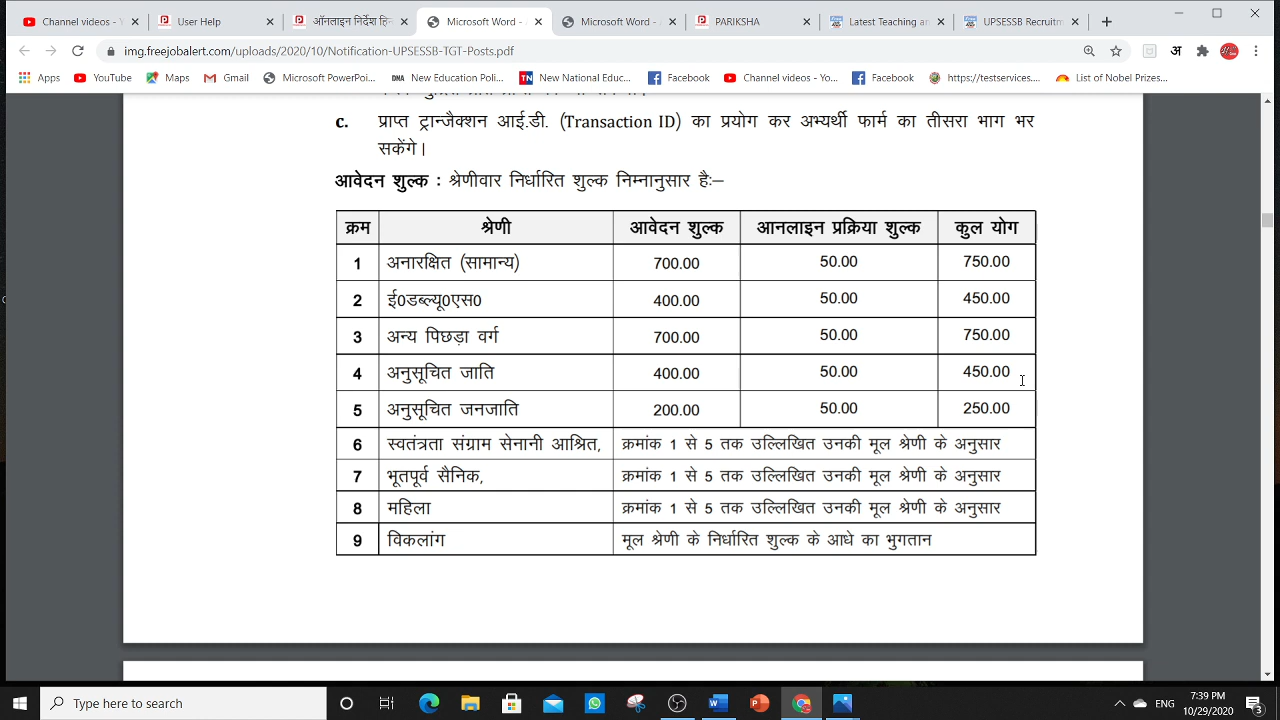 Channel videos - Y
User Help
ऑनलाइन निर्देश हिन
Microsoft Word - a
Microsoft Word - A
PARIKSHA
Latest Teaching an
UPSESSB Recruitm
img.freejobalert.com/uploads/2020/10/Notification-UPSESSB-TGT-Posts.pdf
अ
Apps
YouTube
Maps
Gmail
Microsoft PowerPoi...
DNA New Education Poli...
TN New National Educ...
Facebook
Channel videos - Yo...
Facebook
https://testservices...
List of Nobel Prizes...
c. प्राप्त ट्रान्जैक्शन आई.डी. (Transaction ID) का प्रयोग कर अभ्यर्थी फार्म का तीसरा भाग भर
सकेंगे।
आवेदन शुल्क : श्रेणीवार निर्धारित शुल्क निम्नानुसार है:–
क्रम श्रेणी आवेदन शुल्क आनलाइन प्रक्रिया शुल्क कुल योग
1 अनारक्षित (सामान्य) 700.00 50.00 750.00
2 ई0डब्ल्यू0एस0 400.00 50.00 450.00
3 अन्य पिछड़ा वर्ग 700.00 50.00 750.00
4 अनुसूचित जाति 400.00 50.00 450.00
5 अनुसूचित जनजाति 200.00 50.00 250.00
6 स्वतंत्रता संग्राम सेनानी आश्रित, क्रमांक 1 से 5 तक उल्लिखित उनकी मूल श्रेणी के अनुसार
7 भूतपूर्व सैनिक, क्रमांक 1 से 5 तक उल्लिखित उनकी मूल श्रेणी के अनुसार
8 महिला क्रमांक 1 से 5 तक उल्लिखित उनकी मूल श्रेणी के अनुसार
9 विकलांग मूल श्रेणी के निर्धारित शुल्क के आधे का भुगतान
Type here to search
ENG
7:39 PM
10/29/2020
3